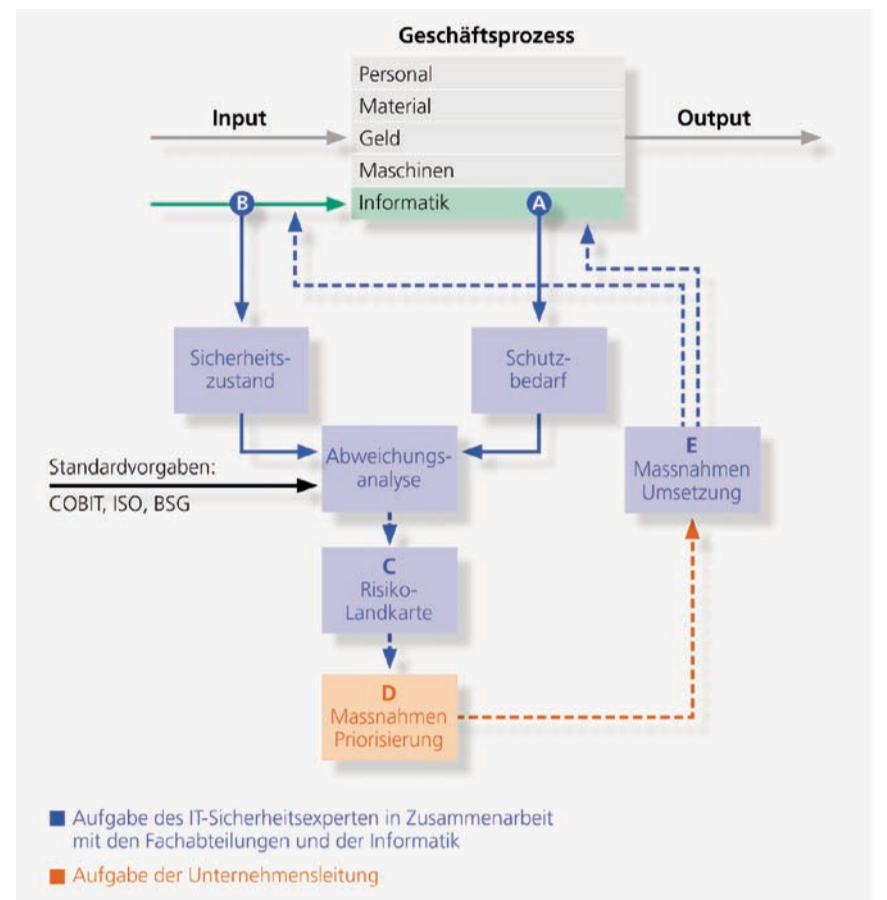 Geschäftsprozess
Personal
Material
Input
Output
Geld
Maschinen
B
Informatik
A
Sicherheits-
zustand
Schutz-
bedarf
Abweichungs-
analyse
Standardvorgaben:
COBIT, ISO, BSG
E
Massnahmen
Umsetzung
C
Risiko-
Landkarte
D
Massnahmen
Priorisierung
Aufgabe des IT-Sicherheitsexperten in Zusammenarbeit
mit den Fachabteilungen und der Informatik
Aufgabe der Unternehmensleitung